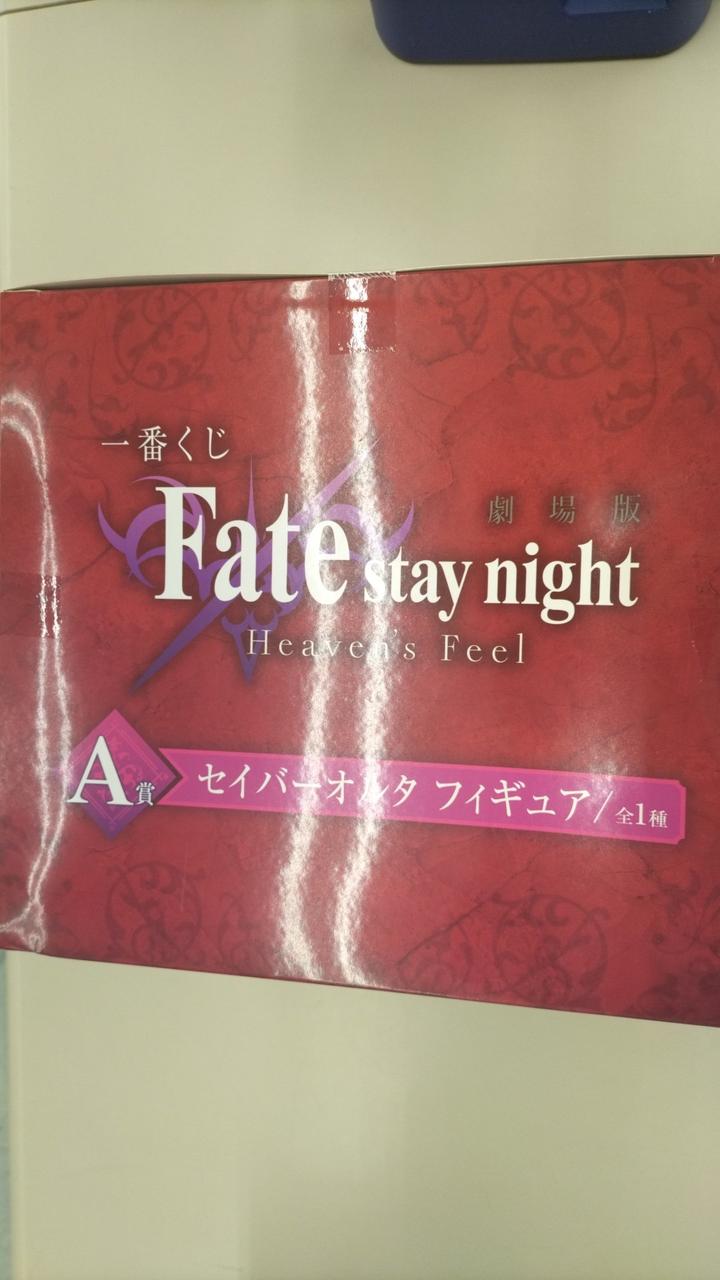 一番くじ
劇場版
Fate stay night
Heaven's Feel
A賞 セイバーオルタ フィギュア/全1種